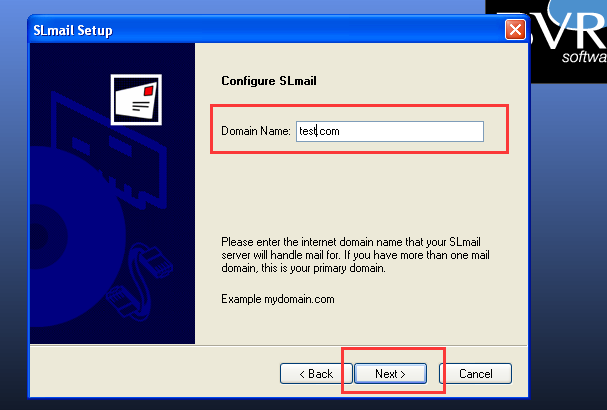 SLmail Setup
BVR
softwa
Configure SLmail
Domain Name: test.com
Please enter the internet domain name that your SLmail
server will handle mail for. If you have more than one mail
domain, this is your primary domain.
Example mydomain.com
< Back
Next >
Cancel